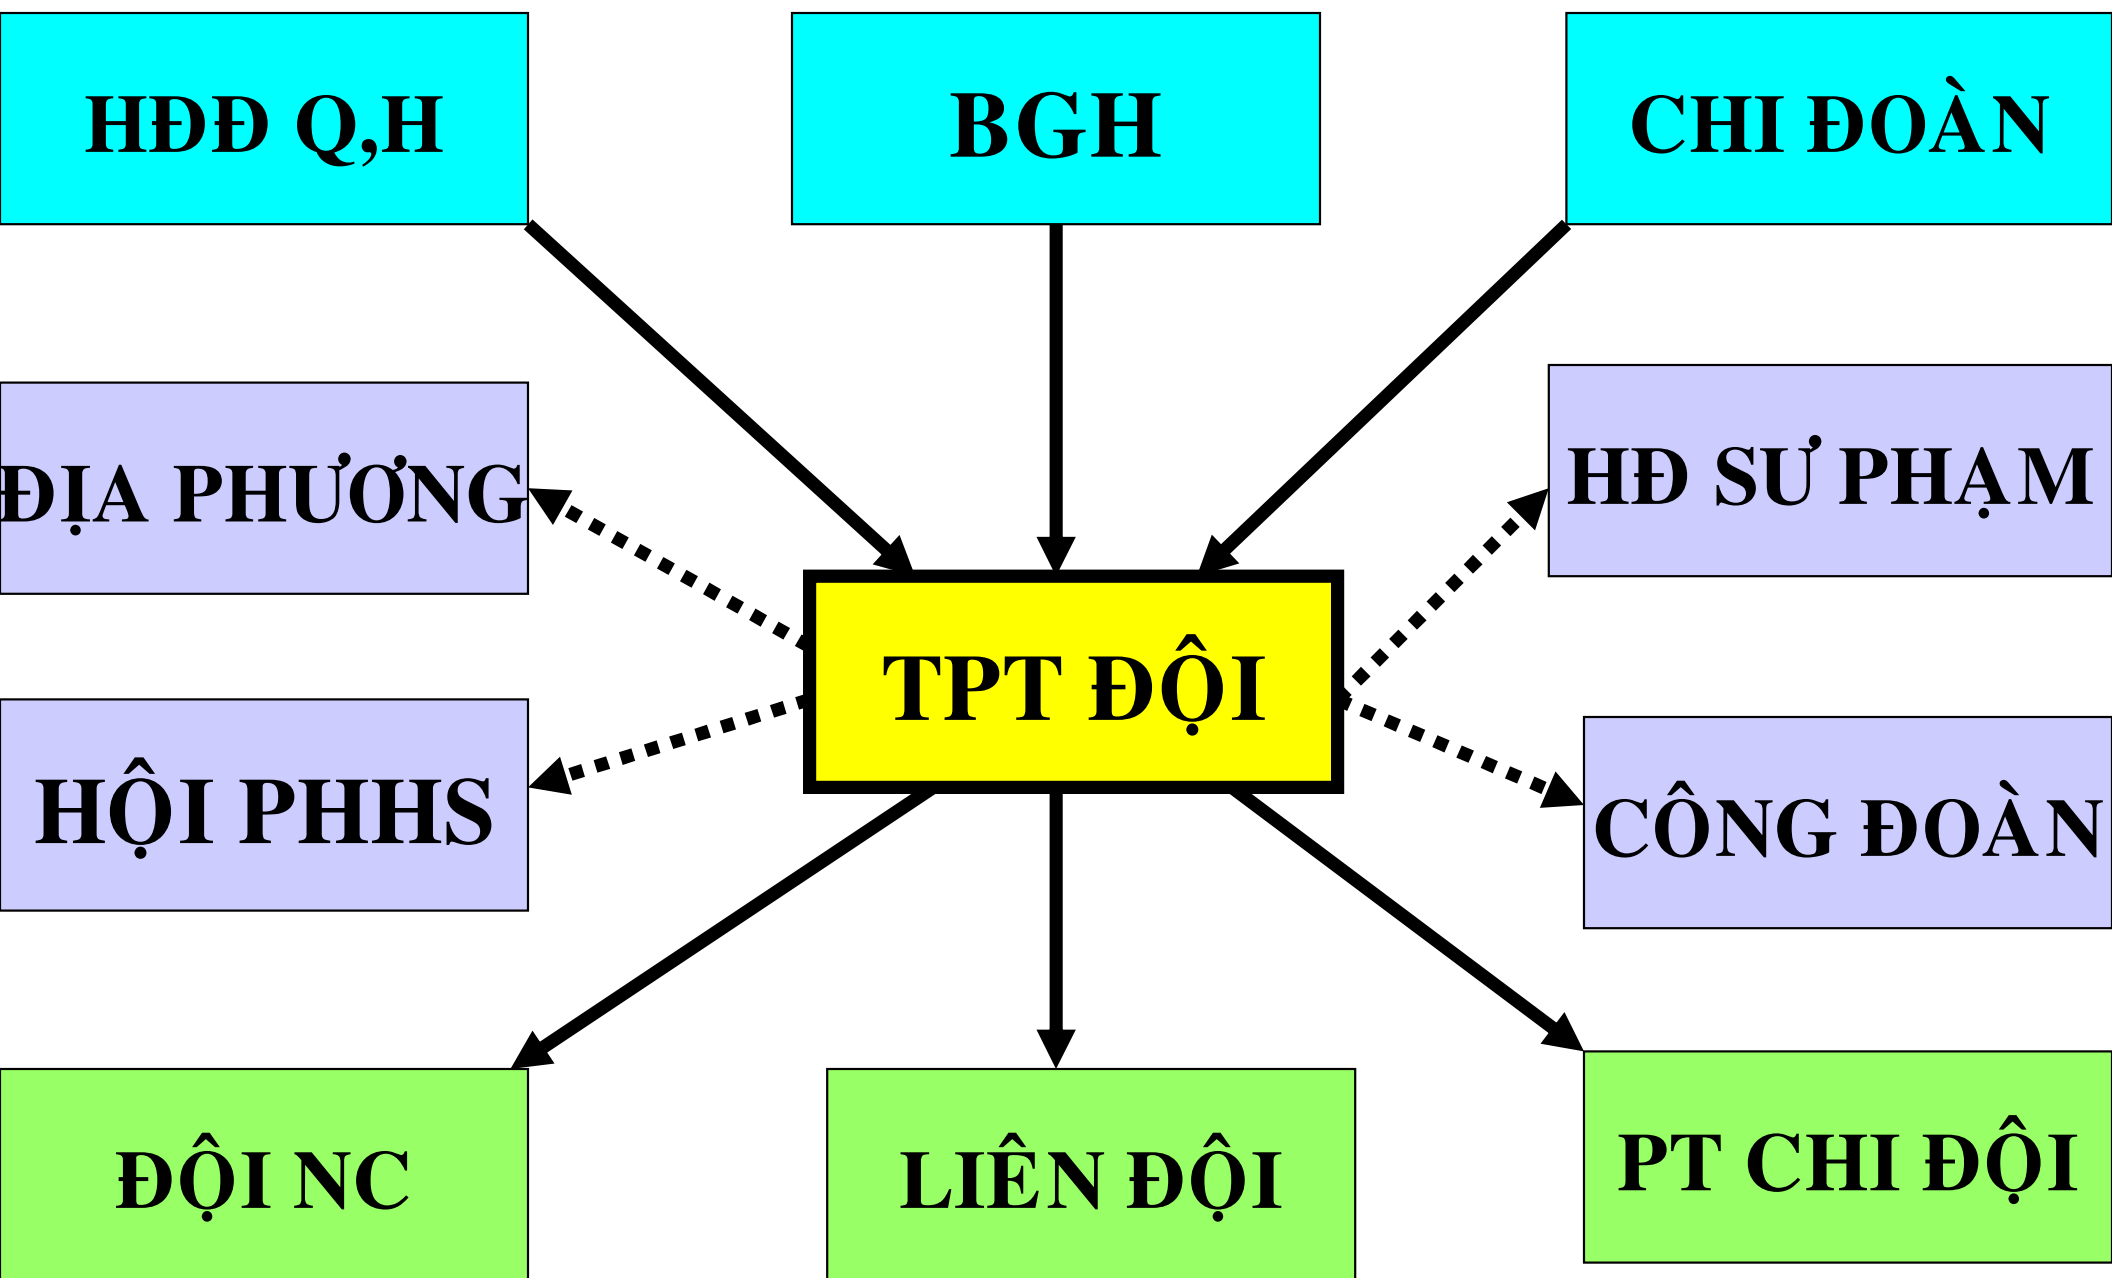 HĐĐ Q,H
BGH
CHI ĐOÀN
ĐỊA PHƯƠNG
HĐ SƯ PHẠM
TPT ĐỘI
HỘI PHHS
CÔNG ĐOÀN
ĐỘI NC
LIÊN ĐỘI
PT CHI ĐỘI